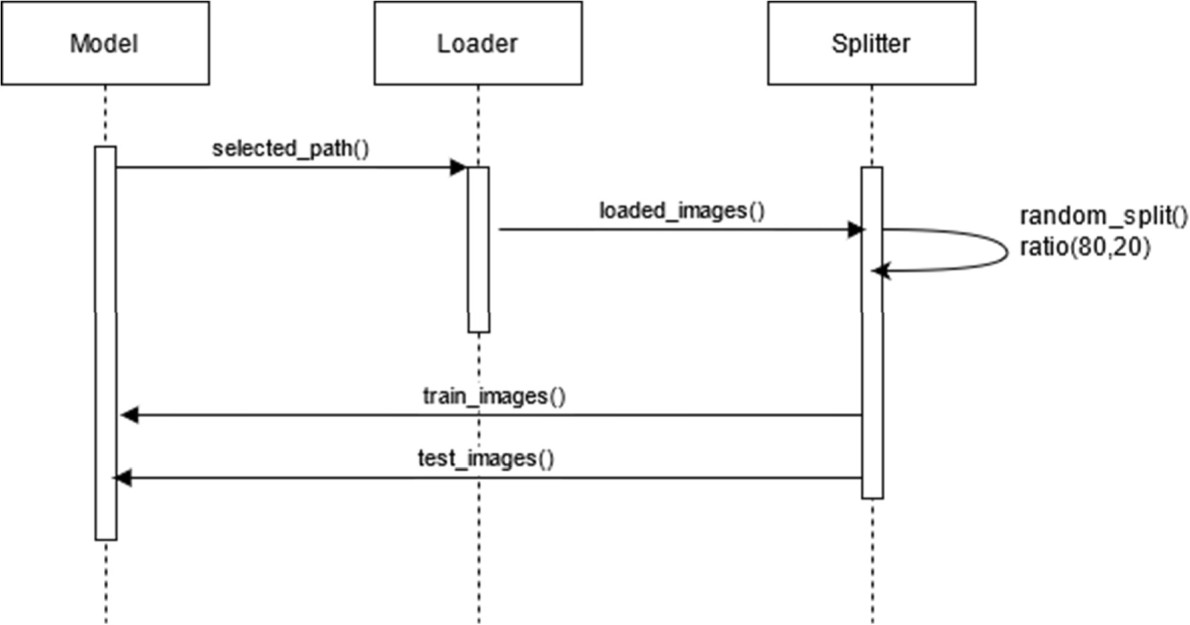 Model
Loader
Splitter
selected_path()
loaded_images()
random_split()
ratio(80,20)
train_images()
test_images()